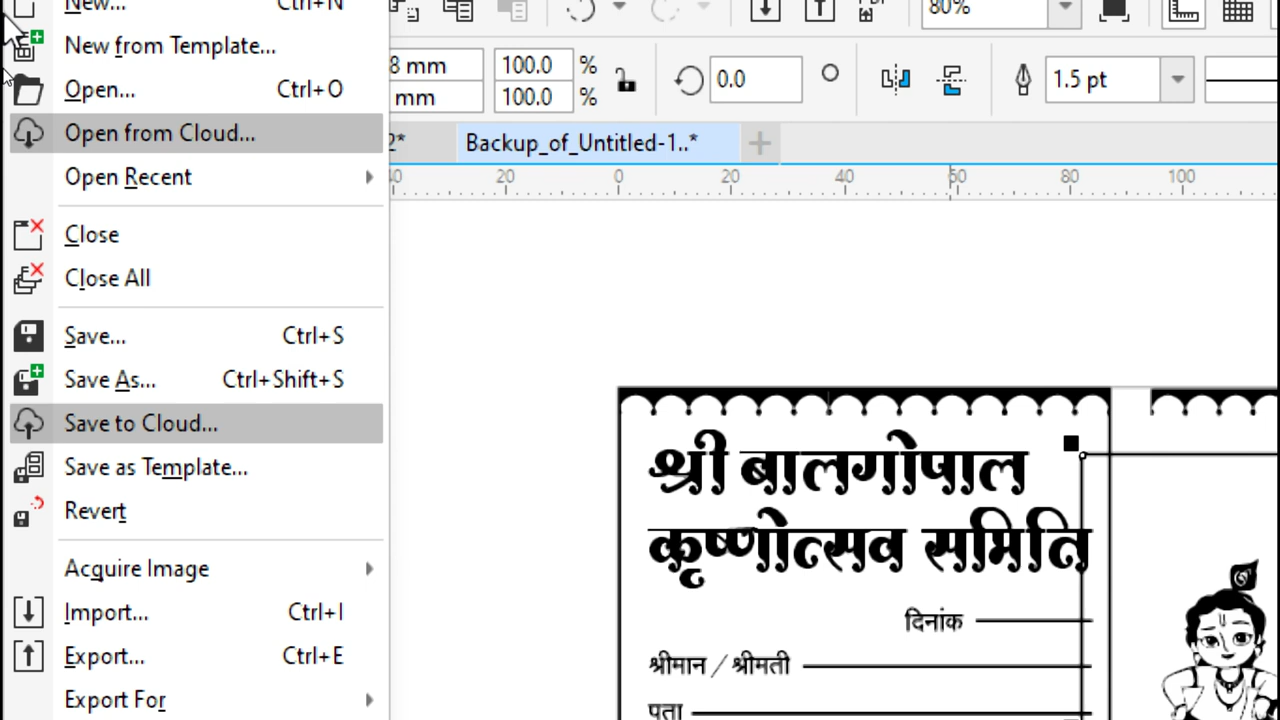 New... Ctrl+N
80%
New from Template...
8 mm 100.0 %
0.0
1.5 pt
Open... Ctrl+O
mm 100.0 %
Open from Cloud...
2* Backup_of_Untitled-1..*
Open Recent
20 0 20 40 60 80 100
Close
Close All
Save... Ctrl+S
Save As... Ctrl+Shift+S
Save to Cloud...
Save as Template...
Revert
Acquire Image
Import... Ctrl+I
Export... Ctrl+E
Export For
श्री बालगोपाल
कृष्णोत्सव समिति
दिनांक
श्रीमान / श्रीमती
पता